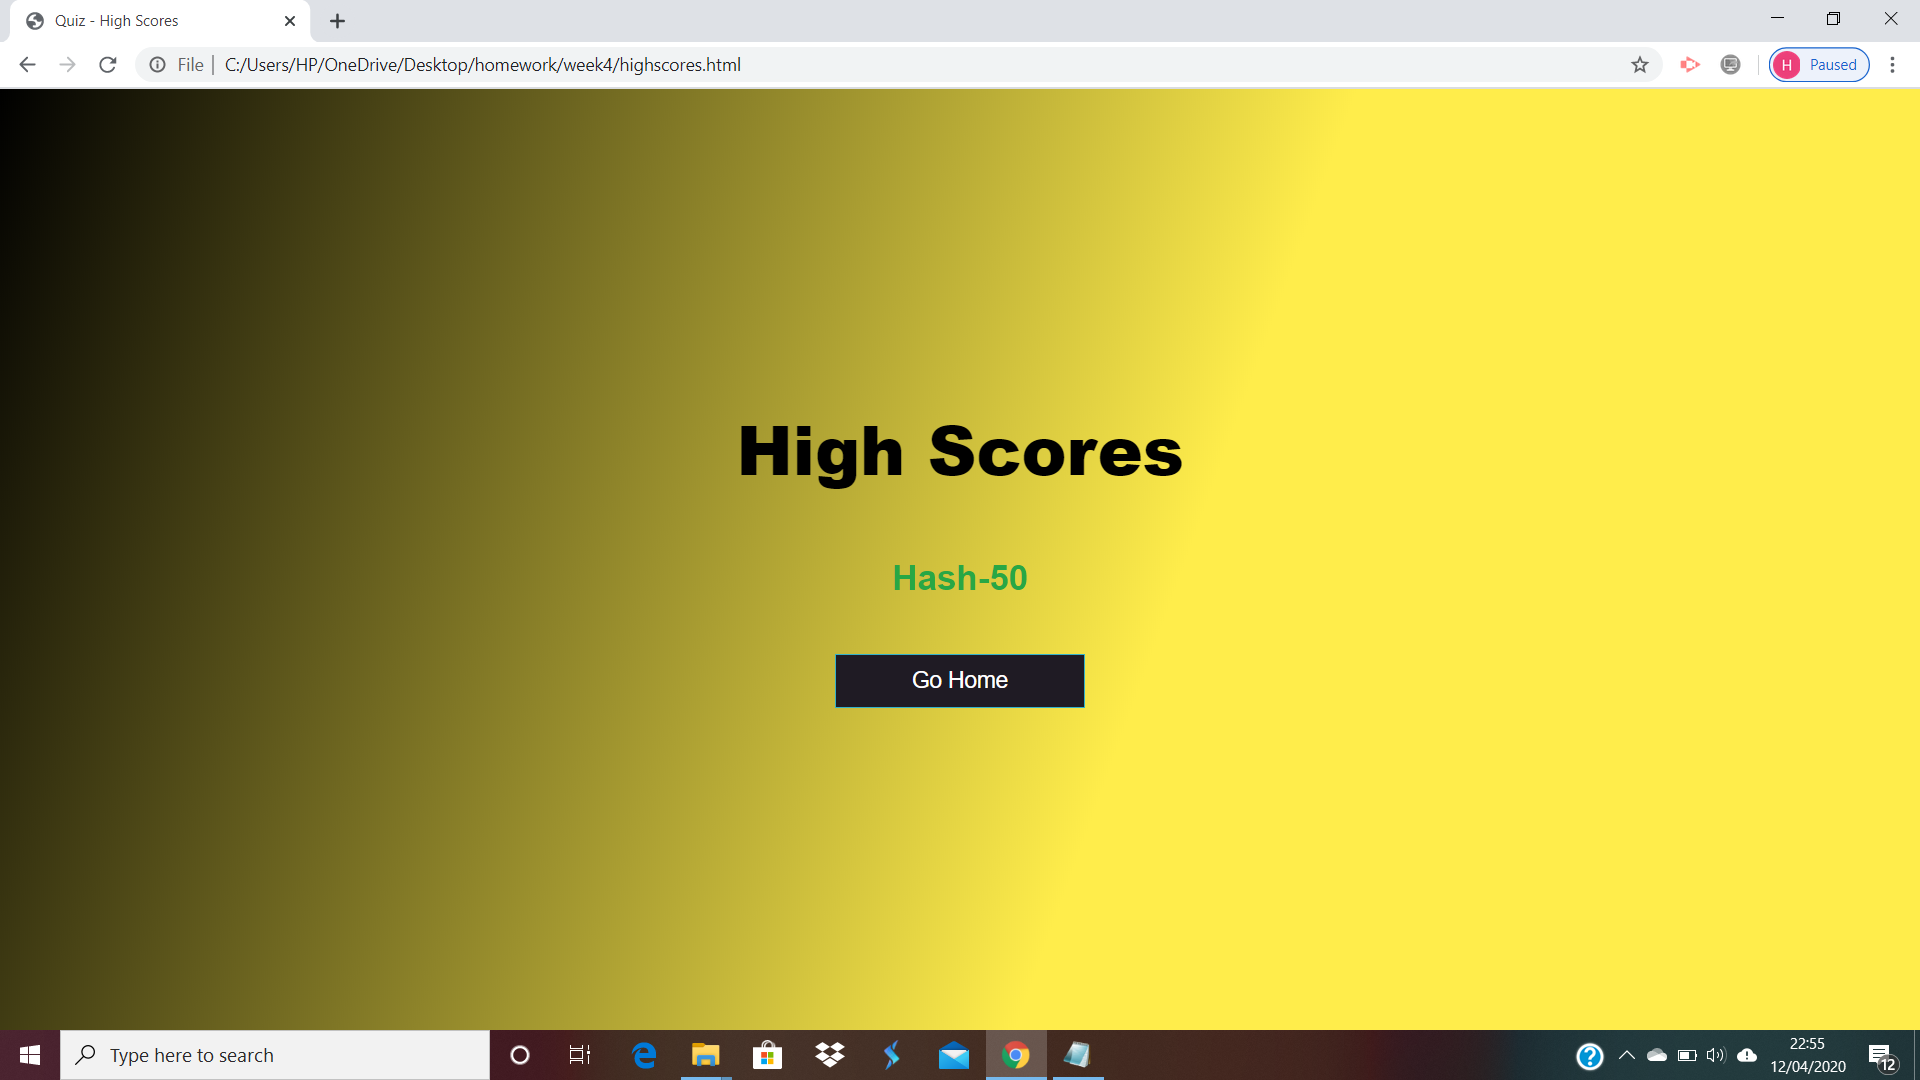 Quiz - High Scores
File | C:/Users/HP/OneDrive/Desktop/homework/week4/highscores.html
H Paused
High Scores
Hash-50
Go Home
Type here to search
22:55
12/04/2020
12